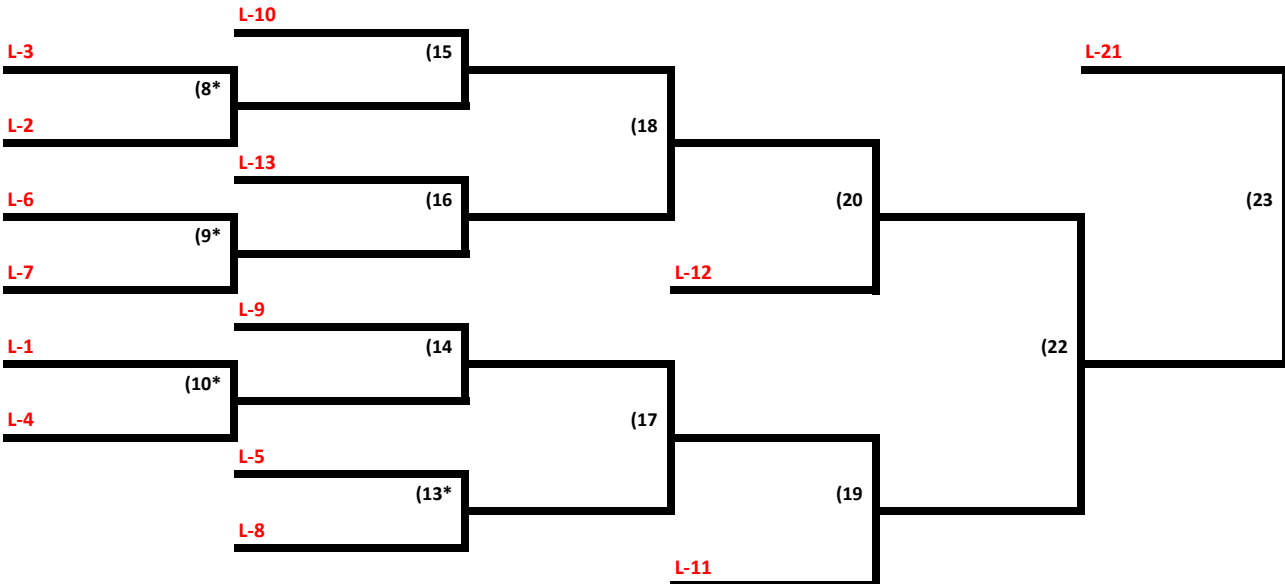 L-10
L-3
(15
L-21
(8*
L-2
(18
L-13
L-6
(16
(20
(23
(9*
L-7
L-12
L-9
L-1
(14
(22
(10*
L-4
(17
L-5
(13*
(19
L-8
L-11